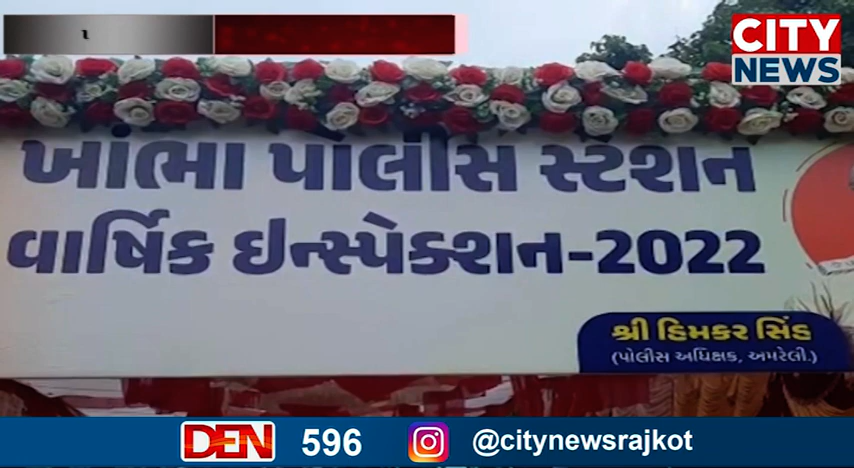 CITY
NEWS
ખાંભા પોલીસ સ્ટેશન
વાર્ષિક ઇન્સ્પેક્શન-2022
શ્રી હિમકર સિંહ
(પોલીસ અધિક્ષક, અમરેલી.)
DEN 596 @citynewsrajkot